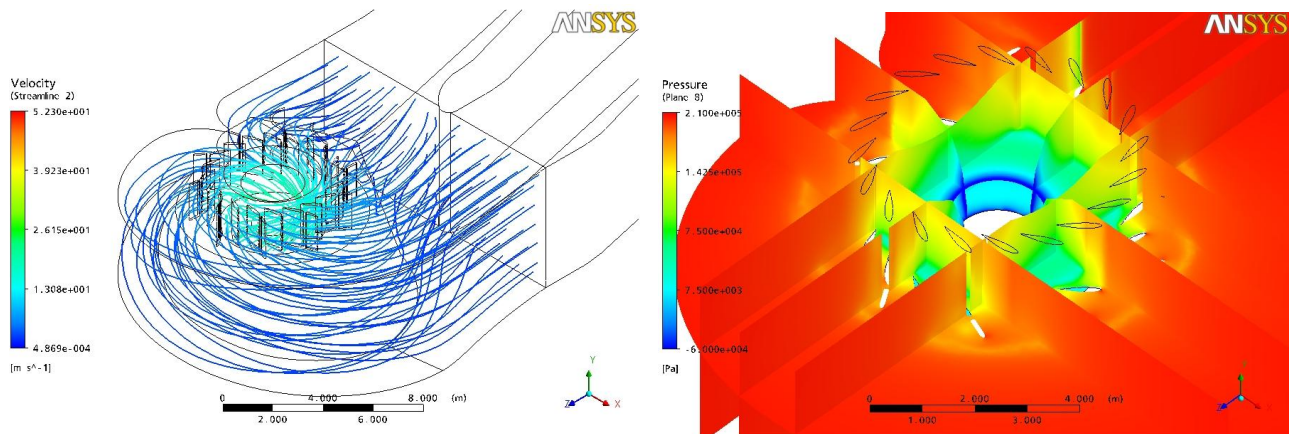 ANSYS
Velocity
(Streamline 2)
5.230e+001
3.923e+001
2.615e+001
1.308e+001
4.869e-004
[m s^-1]
0 4.000 8.000 (m)
2.000 6.000
Y
Z X
ANSYS
Pressure
(Plane 8)
2.100e+005
1.425e+005
7.500e+004
7.500e+003
-6.000e+004
[Pa]
0 2.000 4.000 (m)
1.000 3.000
Y
Z X